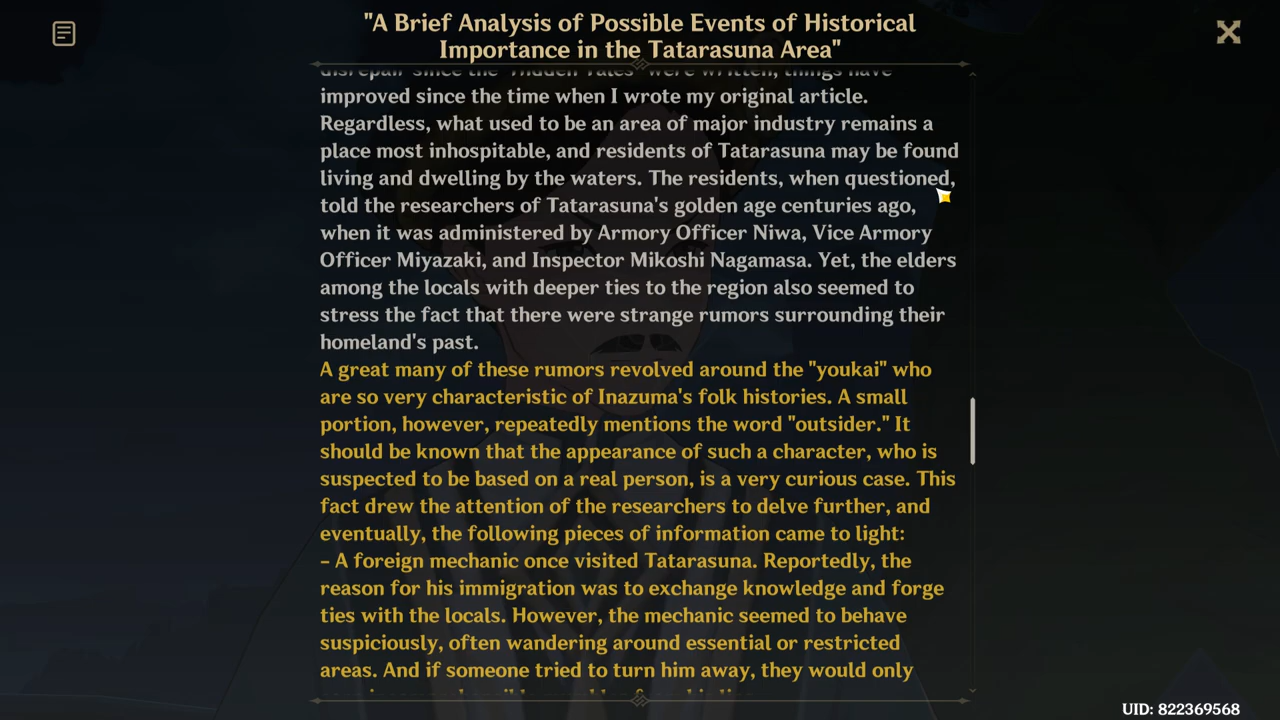 "A Brief Analysis of Possible Events of Historical
Importance in the Tatarasuna Area"
disrepair since the "Hidden Tales" were written, things have
improved since the time when I wrote my original article.
Regardless, what used to be an area of major industry remains a
place most inhospitable, and residents of Tatarasuna may be found
living and dwelling by the waters. The residents, when questioned,
told the researchers of Tatarasuna's golden age centuries ago,
when it was administered by Armory Officer Niwa, Vice Armory
Officer Miyazaki, and Inspector Mikoshi Nagamasa. Yet, the elders
among the locals with deeper ties to the region also seemed to
stress the fact that there were strange rumors surrounding their
homeland's past.
A great many of these rumors revolved around the "youkai" who
are so very characteristic of Inazuma's folk histories. A small
portion, however, repeatedly mentions the word "outsider." It
should be known that the appearance of such a character, who is
suspected to be based on a real person, is a very curious case. This
fact drew the attention of the researchers to delve further, and
eventually, the following pieces of information came to light:
– A foreign mechanic once visited Tatarasuna. Reportedly, the
reason for his immigration was to exchange knowledge and forge
ties with the locals. However, the mechanic seemed to behave
suspiciously, often wandering around essential or restricted
areas. And if someone tried to turn him away, they would only
UID: 822369568